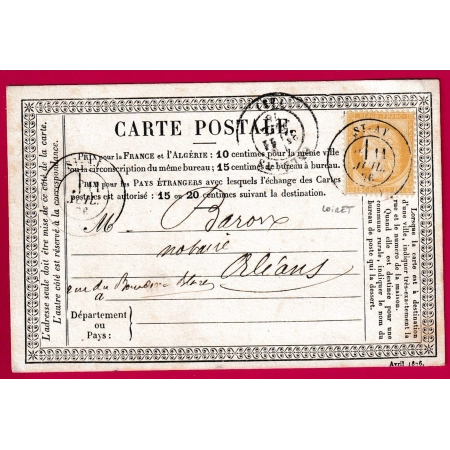 CARTE POSTALE
PRIX pour la FRANCE et l'ALGÉRIE : 10 centimes pour la même ville
ou la circonscription du même bureau ; 15 centimes de bureau à bureau.
PRIX pour les PAYS ÉTRANGERS avec lesquels l'échange des Cartes
postales est autorisé : 15 ou 20 centimes suivant la destination.
M Baroux
notaire
Orléans
LOIRET
rue du
à
Département
ou
Pays :
L'adresse seule doit être mise de ce côté de la carte.
L'autre côté est réservé à la correspondance.
Lorsque la carte est à destination
d'une ville, indiquer très-exactement la
rue et le numéro de la maison.
Quand elle est destinée pour une
commune rurale, indiquer le nom du
bureau de poste qui la dessert.
Avril 1876.